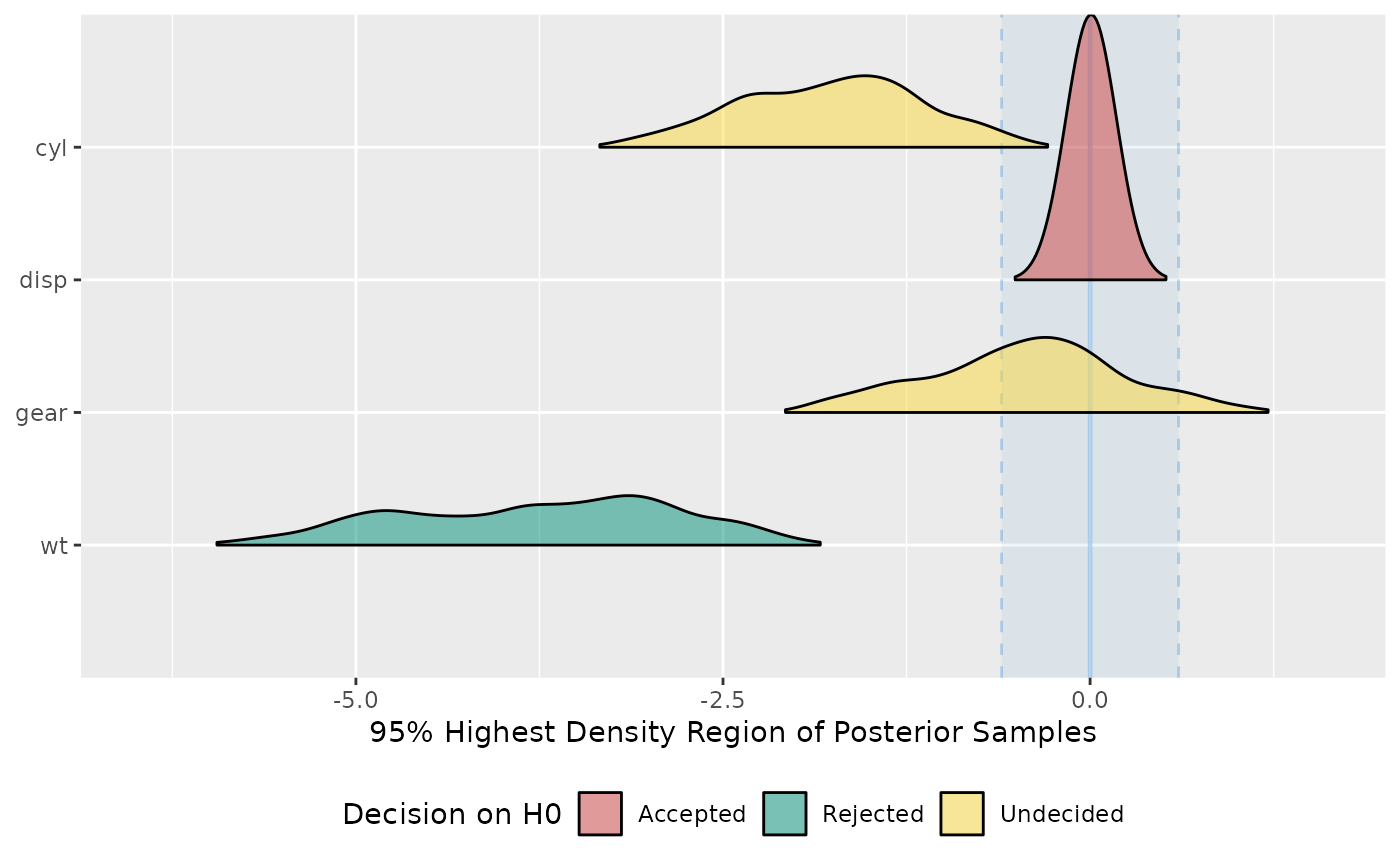 cyl
disp
gear
wt
-5.0 -2.5 0.0
95% Highest Density Region of Posterior Samples
Decision on H0 Accepted Rejected Undecided